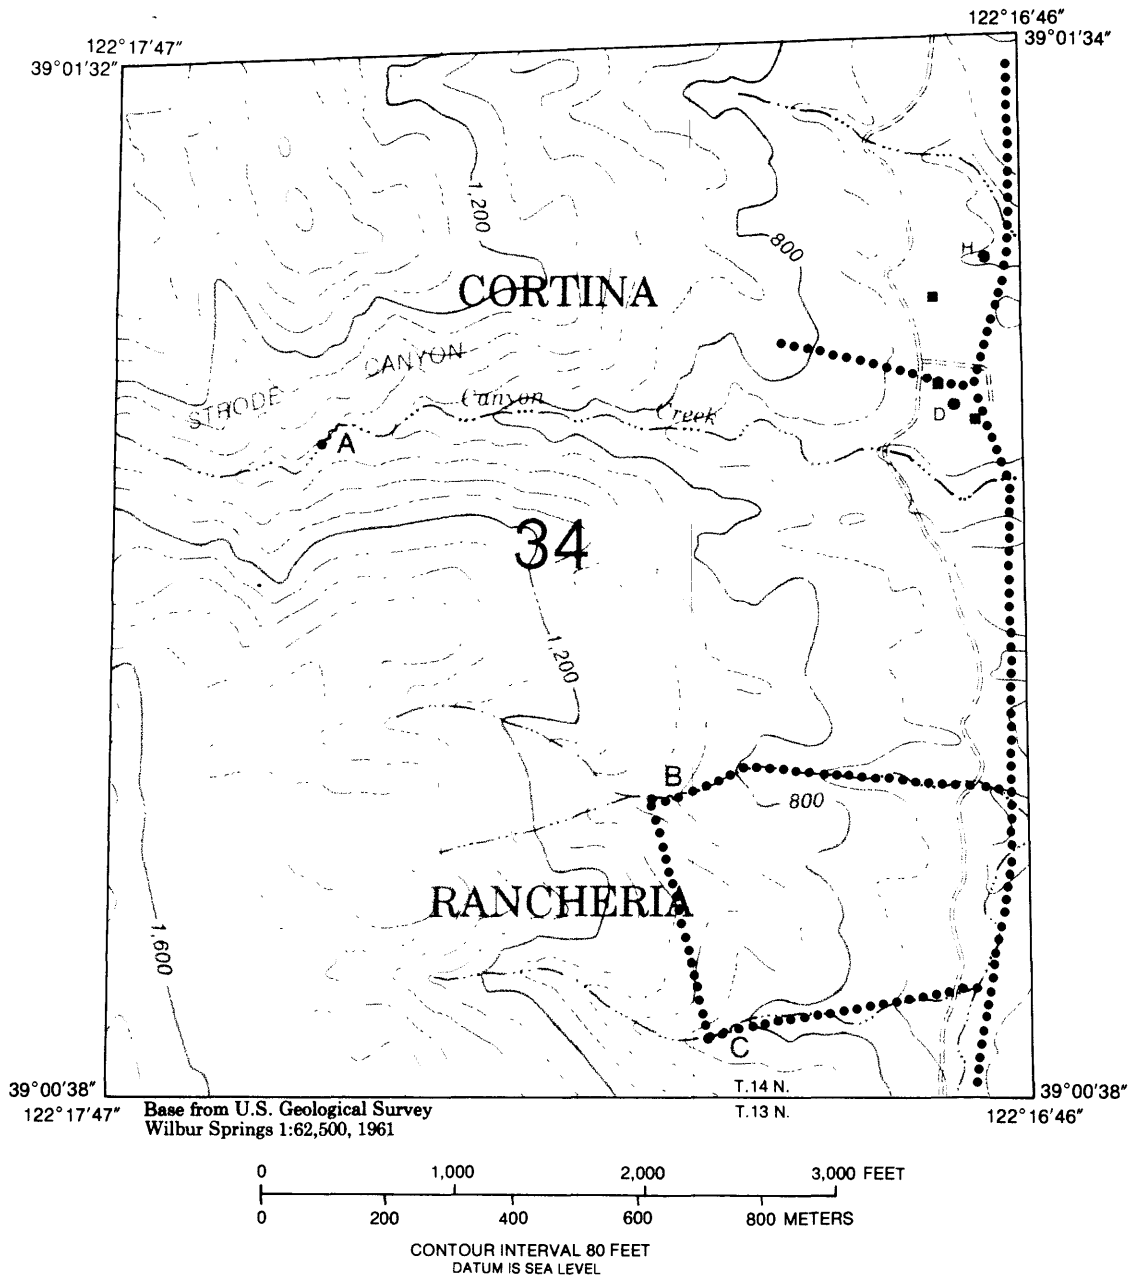 122°16'46"
122°17'47"
39°01'32"
39°01'34"
1,200
800
H
CORTINA
STRODE CANYON
Canyon Creek
D
A
34
1,200
B
800
RANCHERIA
1,600
C
39°00'38"
T.14 N.
39°00'38"
122°17'47"
Base from U.S. Geological Survey
T.13 N.
122°16'46"
Wilbur Springs 1:62,500, 1961
0 1,000 2,000 3,000 FEET
0 200 400 600 800 METERS
CONTOUR INTERVAL 80 FEET
DATUM IS SEA LEVEL